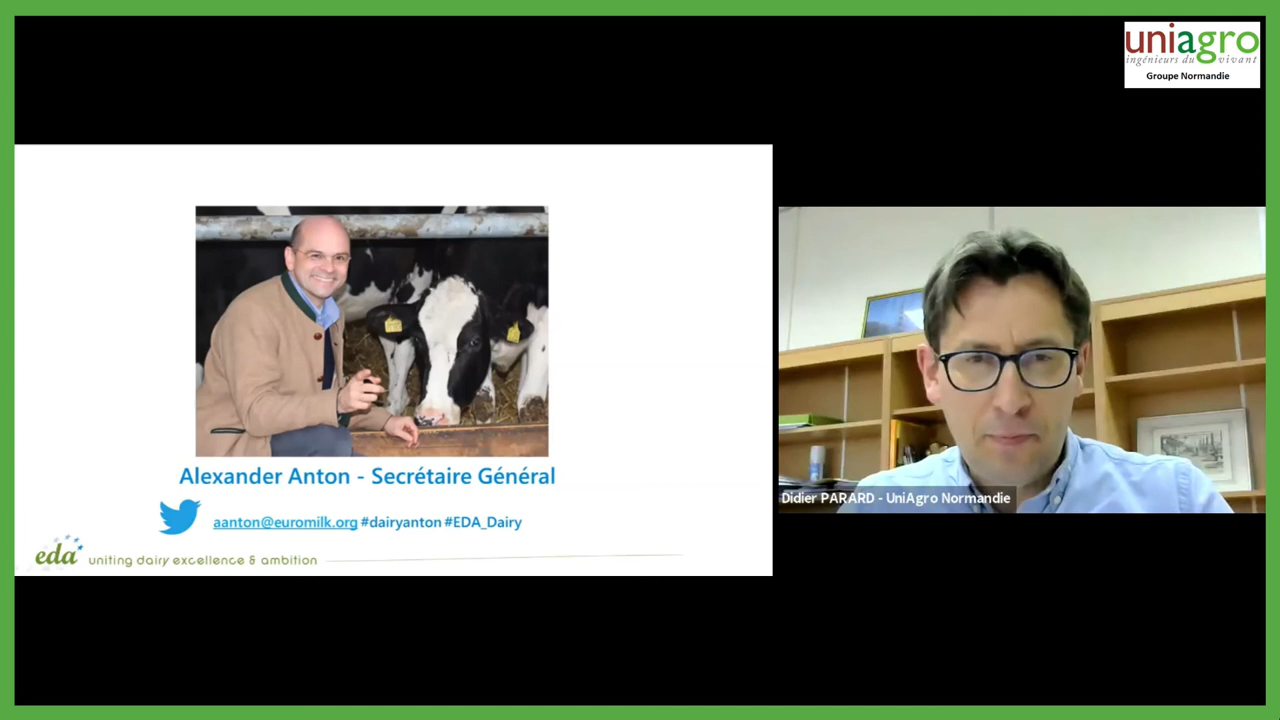 uniagro
ingénieurs du vivant
Groupe Normandie
Alexander Anton - Secrétaire Général
aanton@euromilk.org #dairyanton #EDA_Dairy
eda uniting dairy excellence & ambition
Didier PARARD - UniAgro Normandie